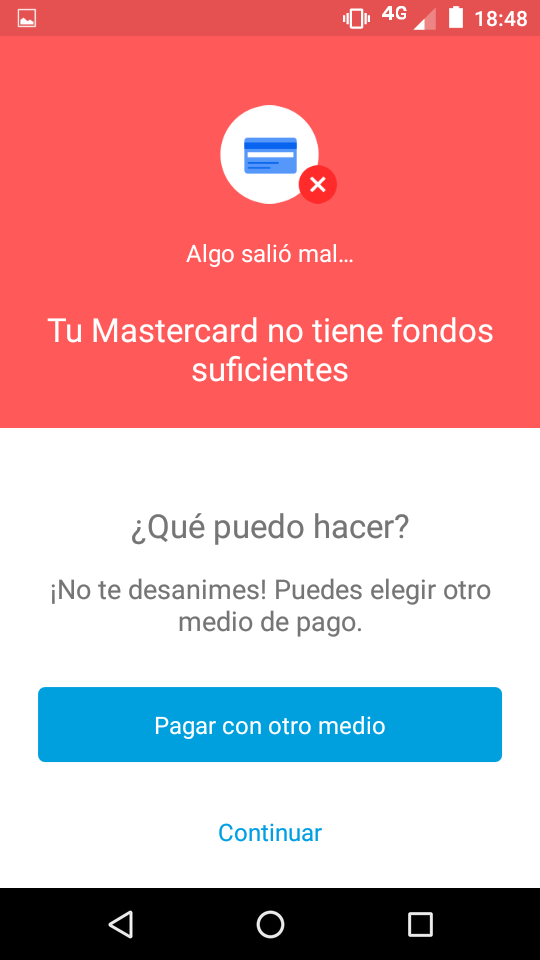 4G 18:48
Algo salió mal...
Tu Mastercard no tiene fondos
suficientes
¿Qué puedo hacer?
¡No te desanimes! Puedes elegir otro
medio de pago.
Pagar con otro medio
Continuar